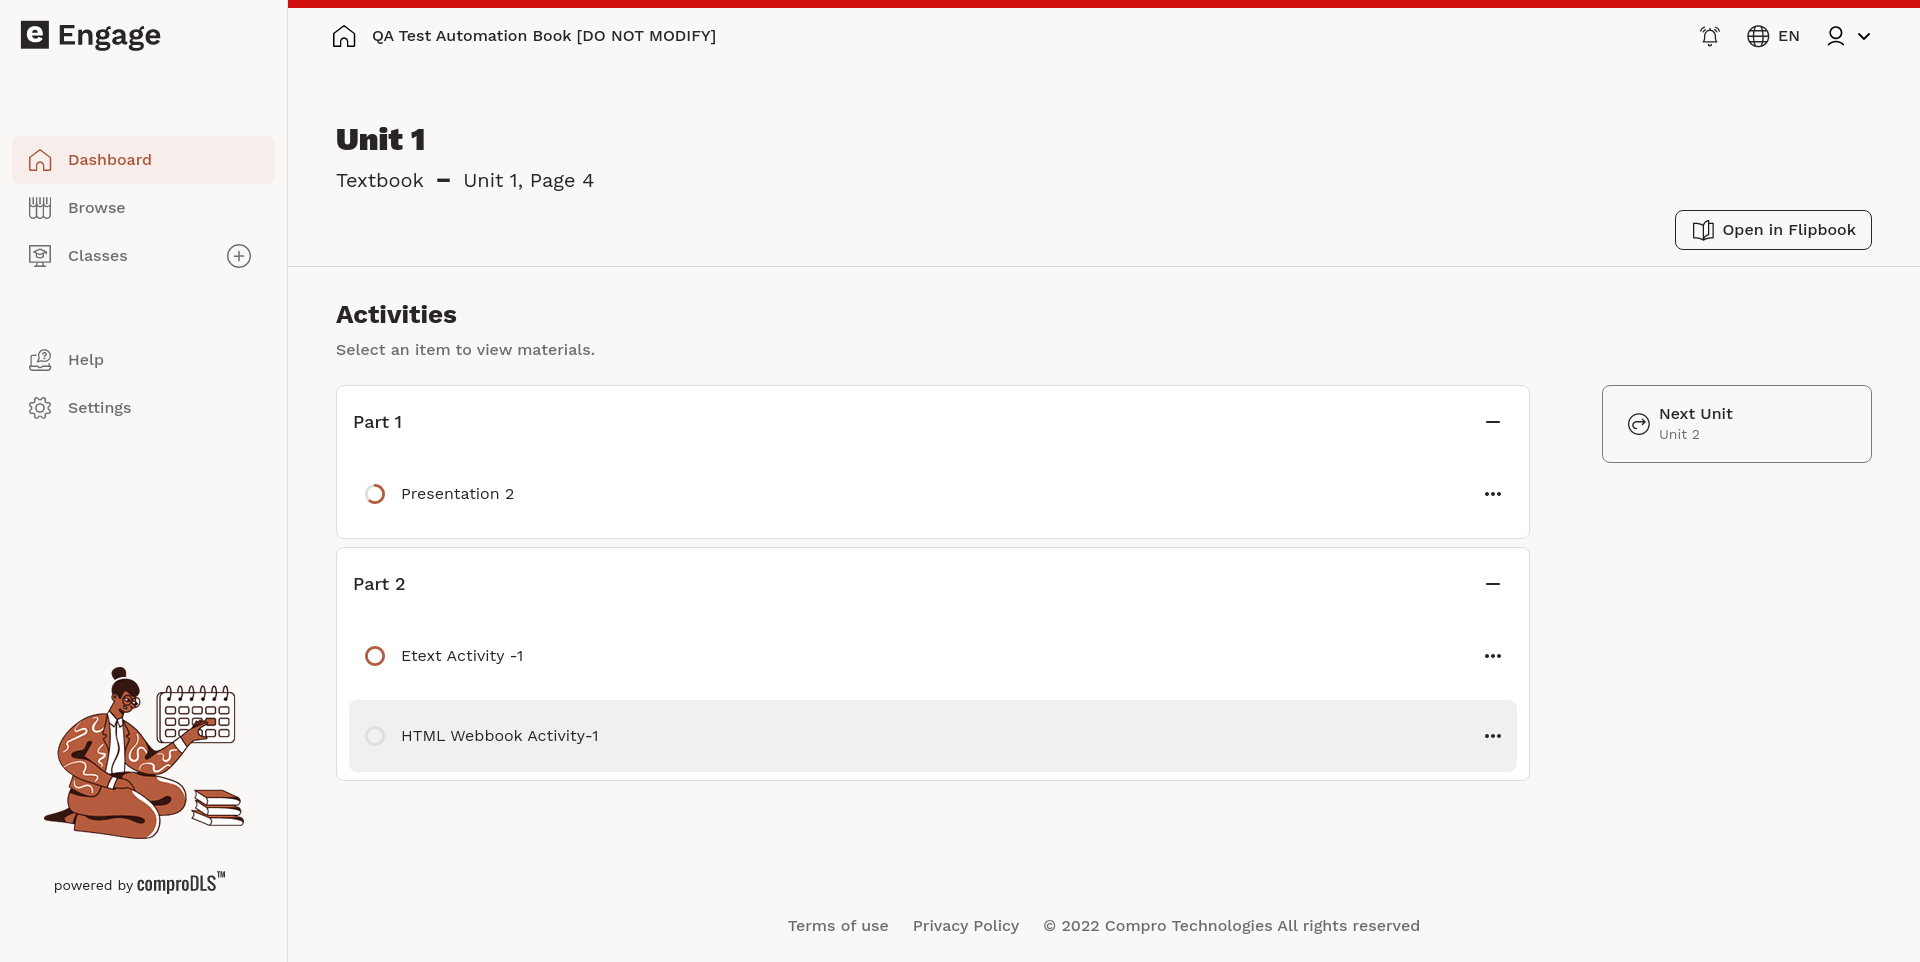 e Engage
QA Test Automation Book [DO NOT MODIFY]
EN
Dashboard
Browse
Classes
Help
Settings
powered by comproDLS™
Unit 1
Textbook – Unit 1, Page 4
Open in Flipbook
Activities
Select an item to view materials.
Part 1
Presentation 2
Part 2
Etext Activity -1
HTML Webbook Activity-1
Next Unit
Unit 2
Terms of use Privacy Policy © 2022 Compro Technologies All rights reserved